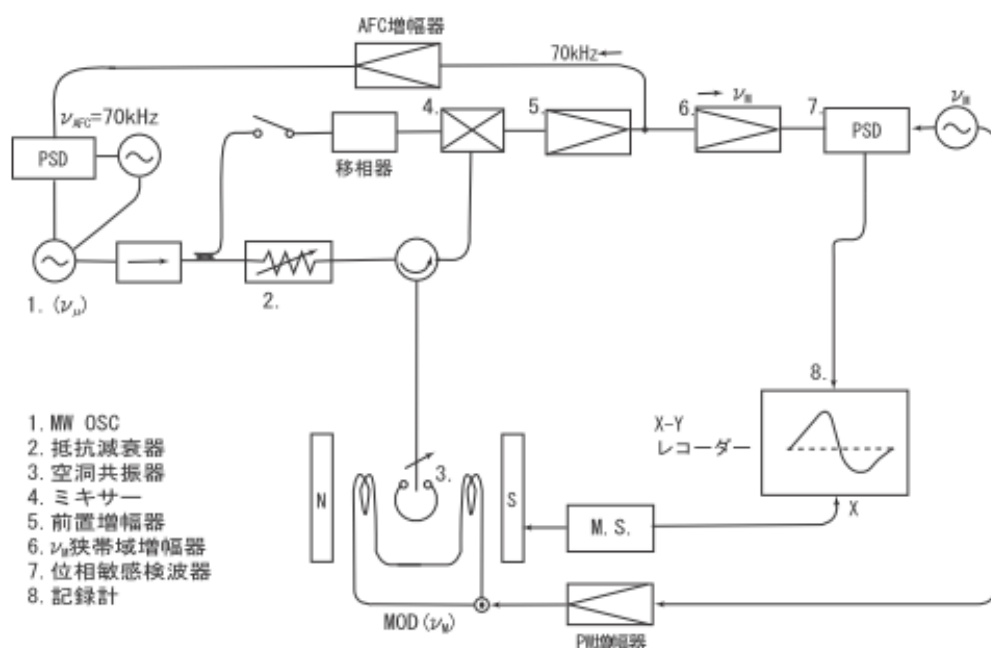 AFC増幅器
70kHz
ν_AFC=70kHz
PSD
移相器
4.
5.
6.
ν_M
7.
PSD
ν_M
1. (ν_μ)
2.
3.
N
S
M.S.
MOD(ν_M)
PW増幅器
8.
X-Y
レコーダー
X
1. MW OSC
2. 抵抗減衰器
3. 空洞共振器
4. ミキサー
5. 前置増幅器
6. ν_M狭帯域増幅器
7. 位相敏感検波器
8. 記録計